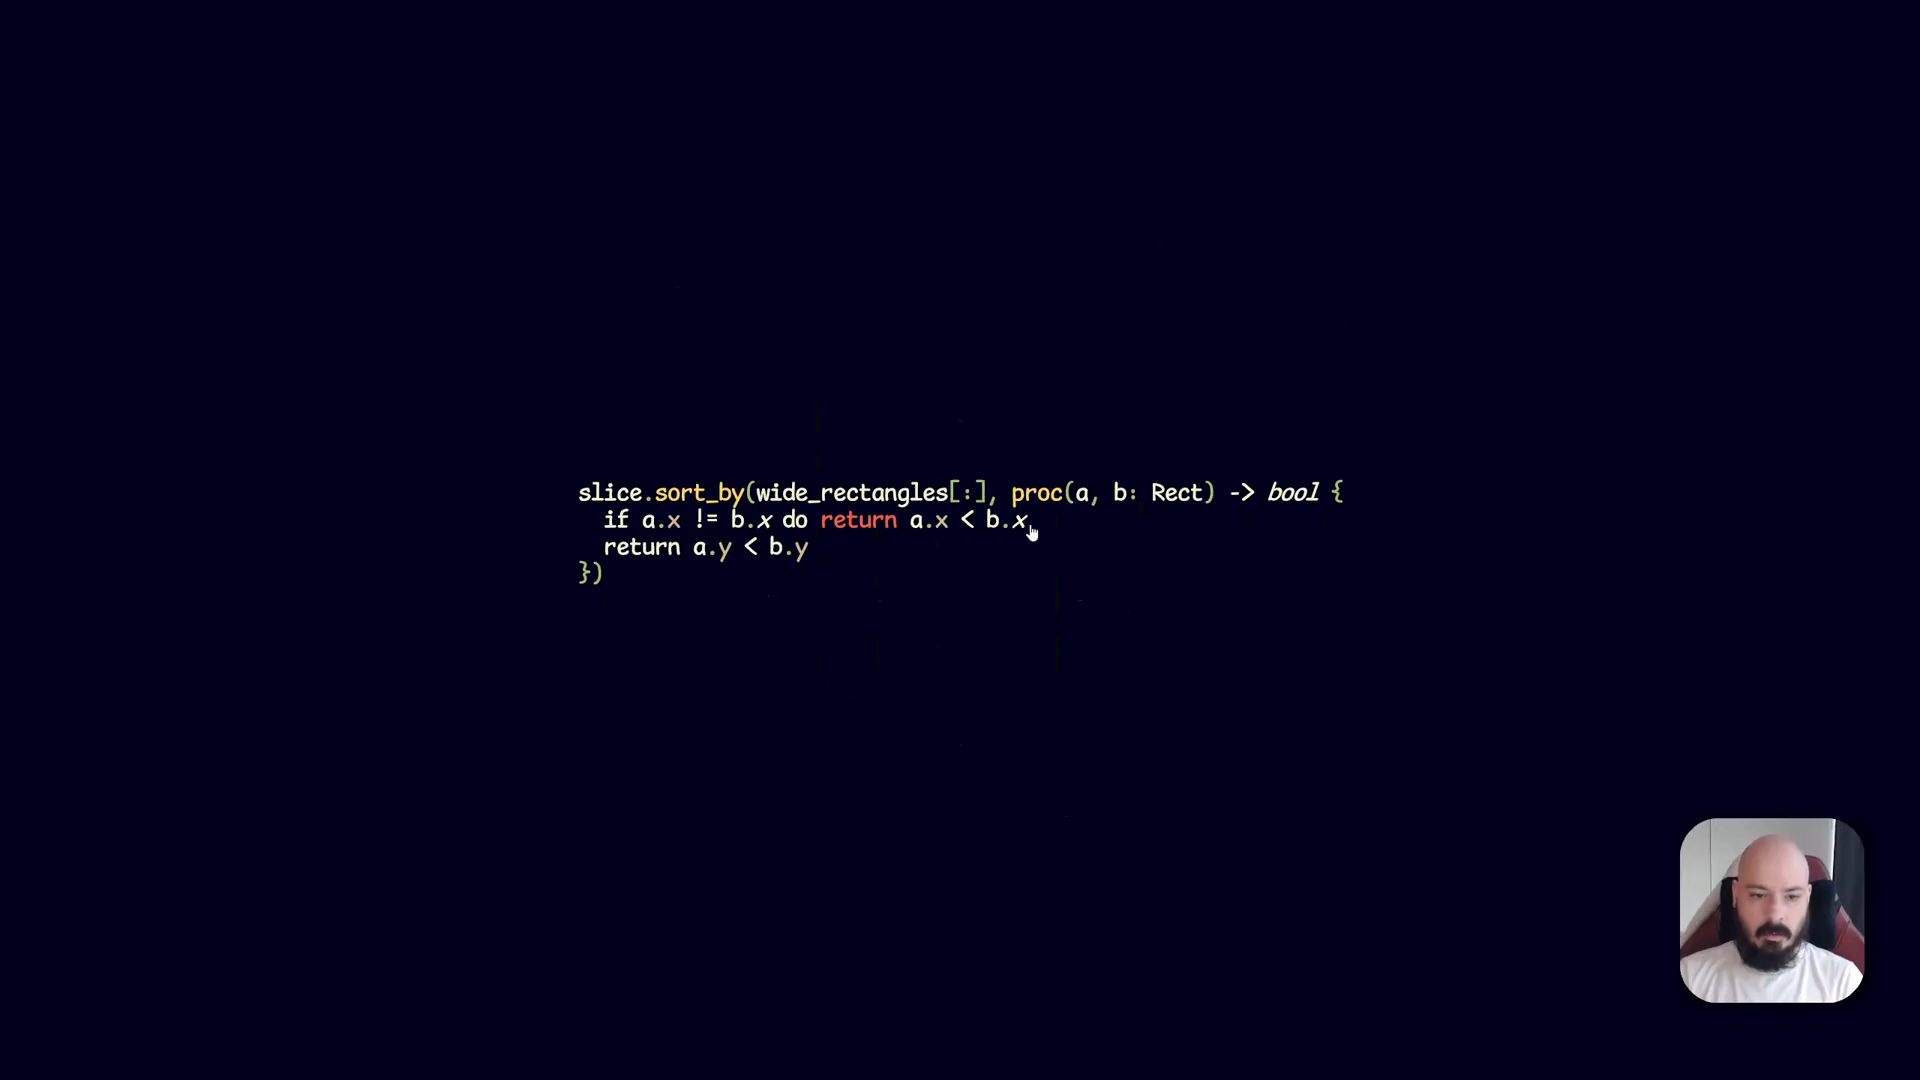 slice.sort_by(wide_rectangles[:], proc(a, b: Rect) -> bool {
  if a.x != b.x do return a.x < b.x
  return a.y < b.y
})